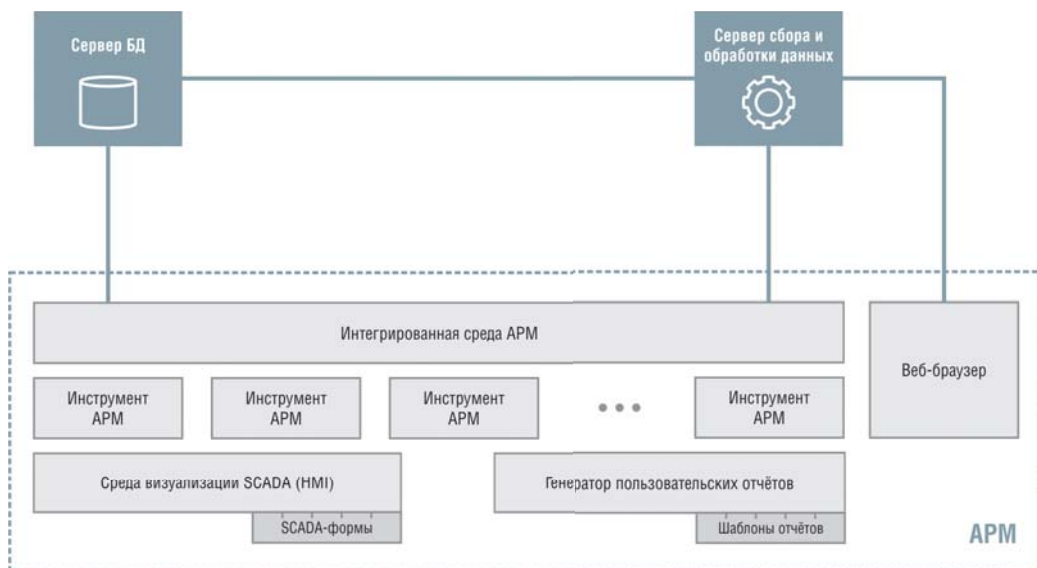 Сервер БД
Сервер сбора и
обработки данных
Интегрированная среда АРМ
Веб-браузер
Инструмент
АРМ
Инструмент
АРМ
Инструмент
АРМ
Инструмент
АРМ
Среда визуализации SCADA (HMI)
Генератор пользовательских отчётов
SCADA-формы
Шаблоны отчётов
АРМ